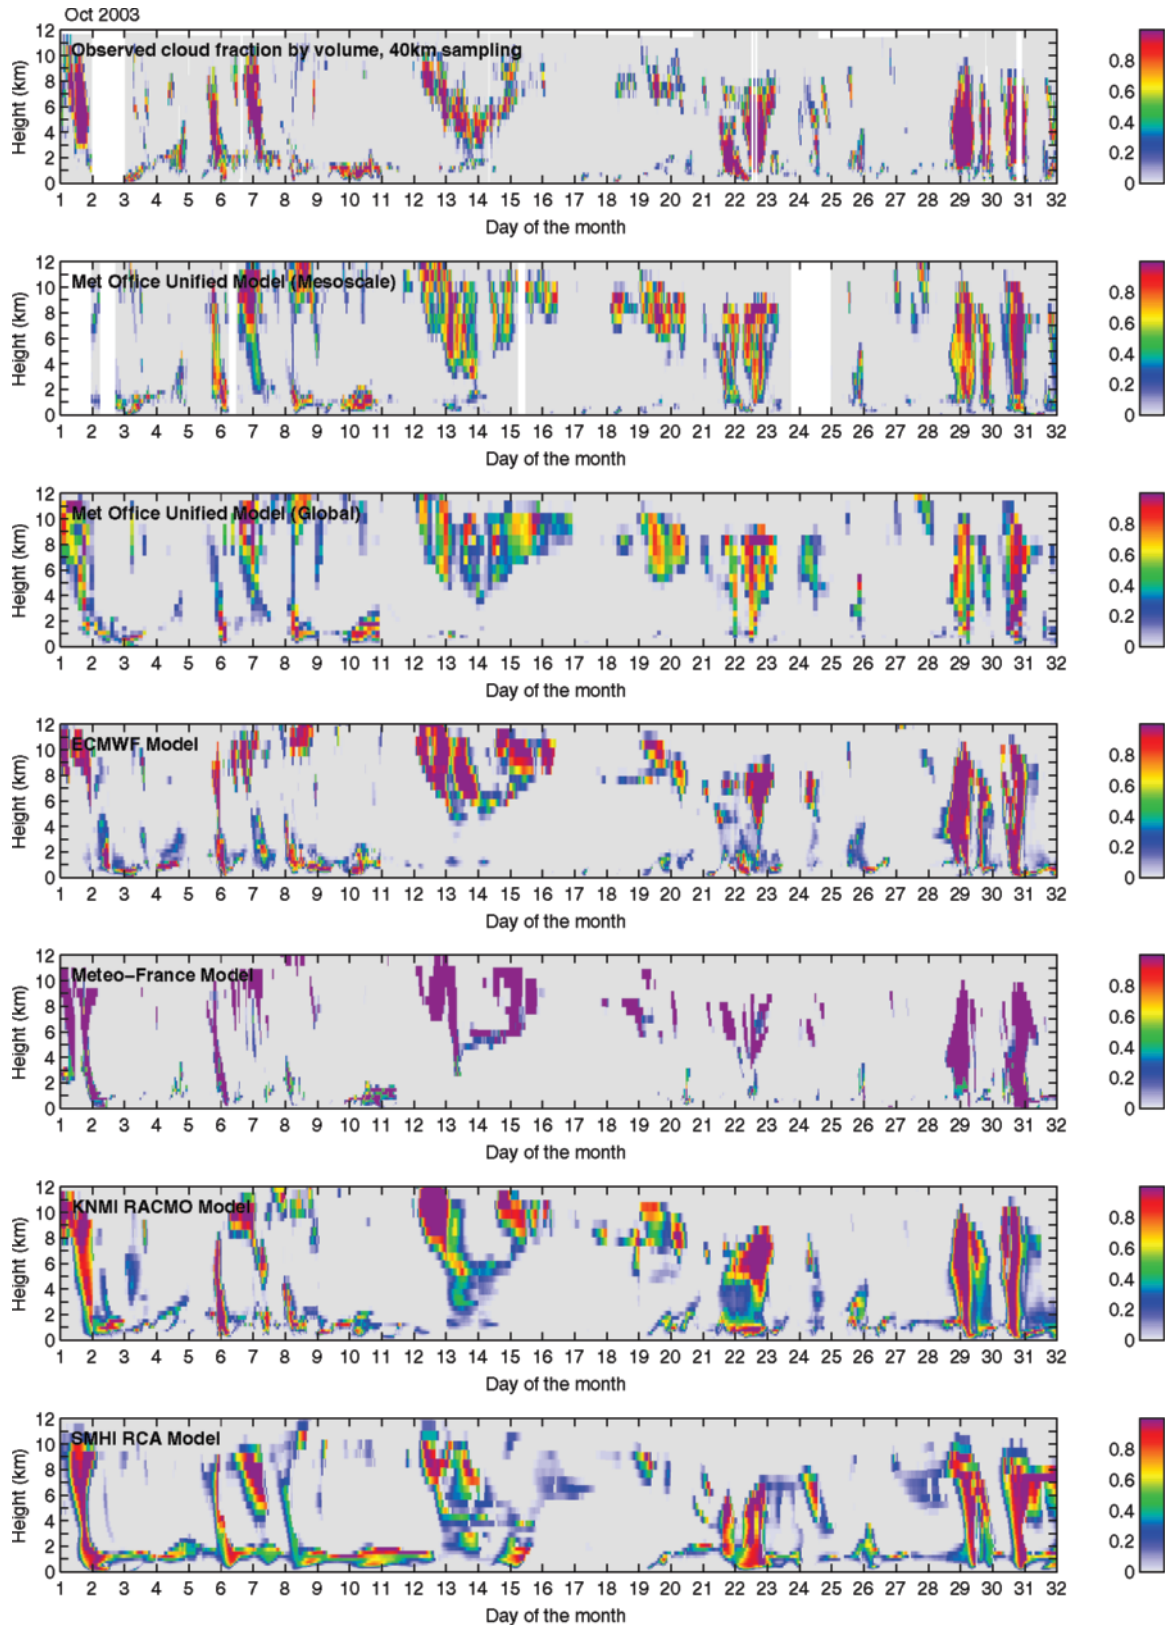 Oct 2003
Observed cloud fraction by volume, 40km sampling
Height (km)
12
10
8
6
4
2
0
1 2 3 4 5 6 7 8 9 10 11 12 13 14 15 16 17 18 19 20 21 22 23 24 25 26 27 28 29 30 31 32
Day of the month
0.8
0.6
0.4
0.2
0
Met Office Unified Model (Mesoscale)
Height (km)
12
10
8
6
4
2
0
1 2 3 4 5 6 7 8 9 10 11 12 13 14 15 16 17 18 19 20 21 22 23 24 25 26 27 28 29 30 31 32
Day of the month
0.8
0.6
0.4
0.2
0
Met Office Unified Model (Global)
Height (km)
12
10
8
6
4
2
0
1 2 3 4 5 6 7 8 9 10 11 12 13 14 15 16 17 18 19 20 21 22 23 24 25 26 27 28 29 30 31 32
Day of the month
0.8
0.6
0.4
0.2
0
ECMWF Model
Height (km)
12
10
8
6
4
2
0
1 2 3 4 5 6 7 8 9 10 11 12 13 14 15 16 17 18 19 20 21 22 23 24 25 26 27 28 29 30 31 32
Day of the month
0.8
0.6
0.4
0.2
0
Meteo-France Model
Height (km)
12
10
8
6
4
2
0
1 2 3 4 5 6 7 8 9 10 11 12 13 14 15 16 17 18 19 20 21 22 23 24 25 26 27 28 29 30 31 32
Day of the month
0.8
0.6
0.4
0.2
0
KNMI RACMO Model
Height (km)
12
10
8
6
4
2
0
1 2 3 4 5 6 7 8 9 10 11 12 13 14 15 16 17 18 19 20 21 22 23 24 25 26 27 28 29 30 31 32
Day of the month
0.8
0.6
0.4
0.2
0
SMHI RCA Model
Height (km)
12
10
8
6
4
2
0
1 2 3 4 5 6 7 8 9 10 11 12 13 14 15 16 17 18 19 20 21 22 23 24 25 26 27 28 29 30 31 32
Day of the month
0.8
0.6
0.4
0.2
0